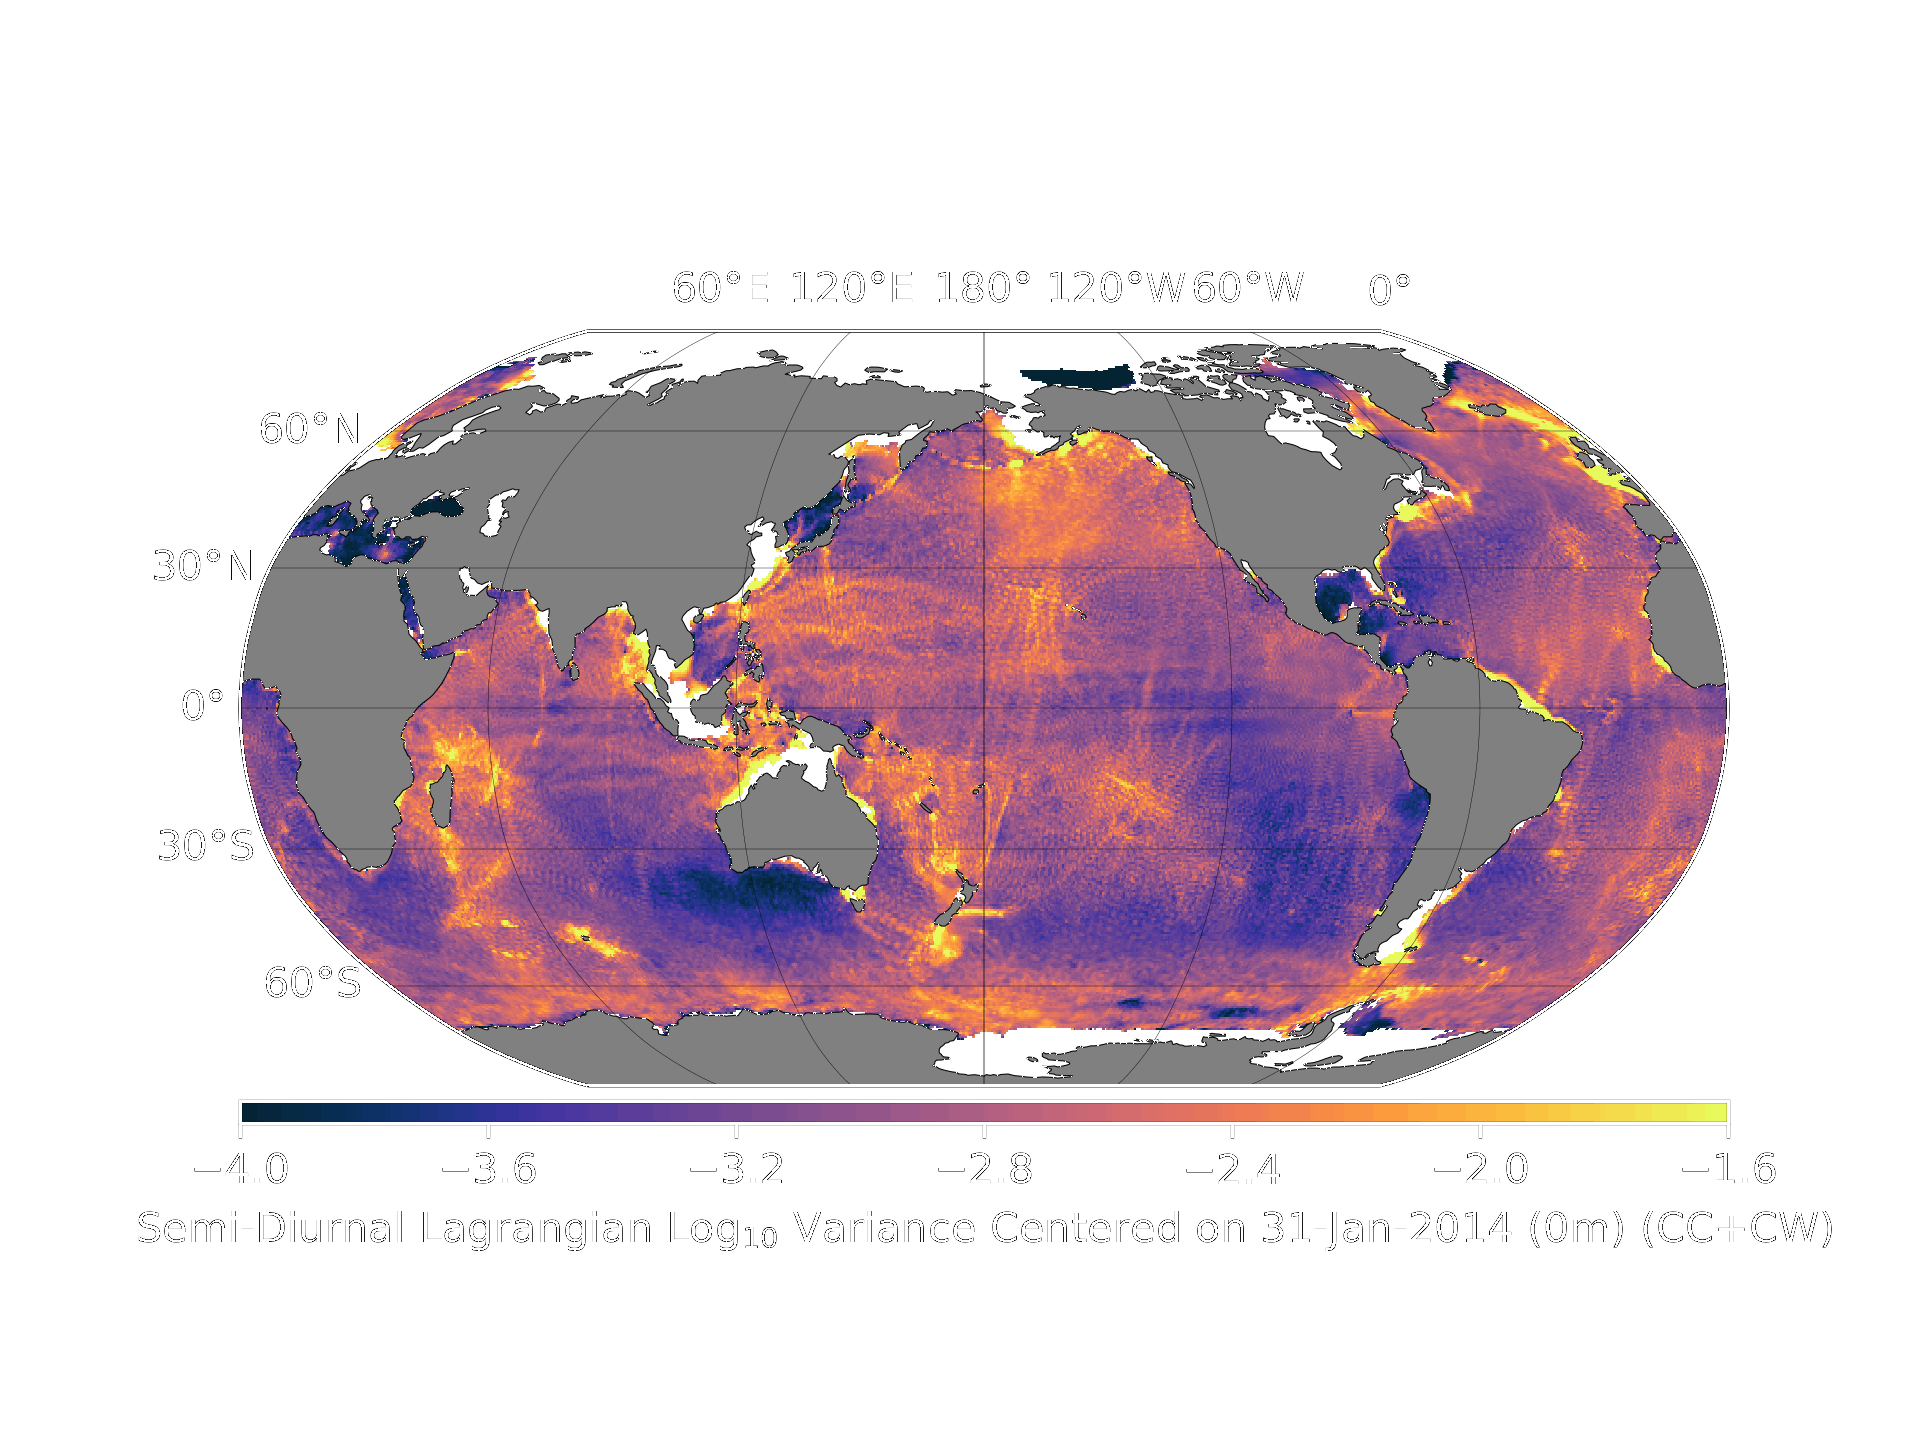 60°E 120°E 180° 120°W 60°W 0°
60°N
30°N
0°
30°S
60°S
−4.0 −3.6 −3.2 −2.8 −2.4 −2.0 −1.6
Semi-Diurnal Lagrangian Log₁₀ Variance Centered on 31-Jan-2014 (0m) (CC+CW)